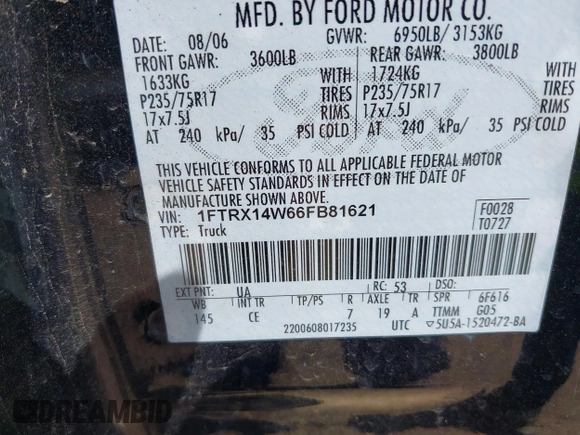 MFD. BY FORD MOTOR CO.
DATE: 08/06 GVWR: 6950LB/ 3153KG
FRONT GAWR: 3600LB REAR GAWR: 3800LB
1633KG WITH 1724KG WITH
P235/75R17 TIRES P235/75R17 TIRES
17x7.5J RIMS 17x7.5J RIMS
AT 240 kPa/ 35 PSI COLD AT 240 kPa/ 35 PSI COLD
THIS VEHICLE CONFORMS TO ALL APPLICABLE FEDERAL MOTOR
VEHICLE SAFETY STANDARDS IN EFFECT ON THE DATE OF
MANUFACTURE SHOWN ABOVE.
VIN: 1FTRX14W66FB81621 F0028
TYPE: Truck T0727
EXT PNT: UA RC: 53 DSO:
WB INT TR TP/PS R AXLE TR SPR 6F616
145 CE 7 19 A TTMM G05
2200608017235 UTC ▽5U5A-1520472-BA
Ford
DREAMBID